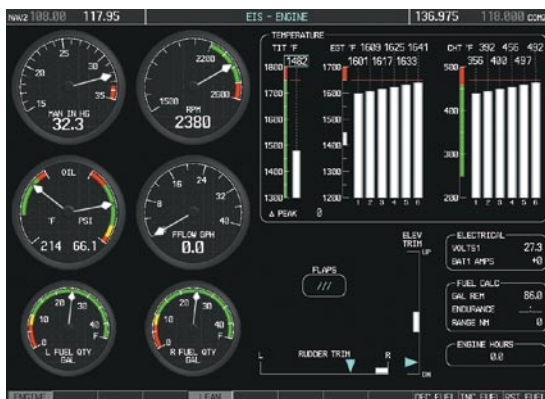 NAV2 108.00 117.95 EIS - ENGINE 136.975 118.000 COM2
TEMPERATURE
TIT °F EGT °F 1609 1625 1641 CHT °F 392 456 492
1482 1601 1617 1633 356 400 497
1800 1700 500
1700 1600
1600 1500 400
1500
1400 1400 300
1300
1200 1300 200
1 2 3 4 5 6 1 2 3 4 5 6
Δ PEAK 0
15 20 25 30 35
MAN IN HG
32.3
1500 2200 2600
RPM
2380
OIL
°F PSI
214 66.1
8 16 24 32 40
FFLOW GPH
0.0
0 10 20 30 40 F
L FUEL QTY
GAL
0 10 20 30 40 F
R FUEL QTY
GAL
FLAPS
///
ELEV
TRIM
UP
DN
L RUDDER TRIM R
ELECTRICAL
VOLTS1 27.3
BAT1 AMPS +0
FUEL CALC
GAL REM 86.0
ENDURANCE
RANGE NM 0
ENGINE HOURS
0.0
ENGINE LEAN DEC FUEL INC FUEL RST FUEL